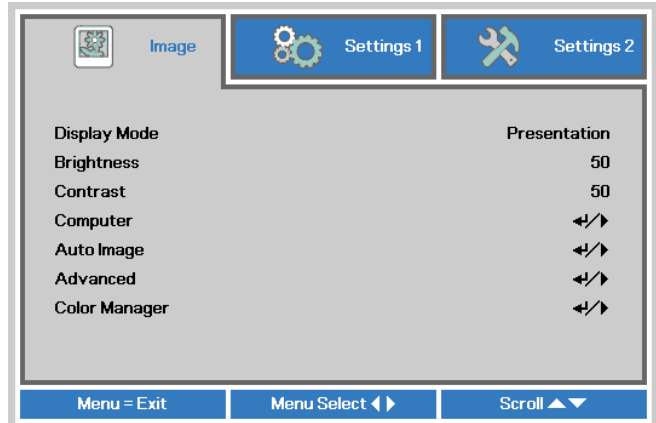 Image
Settings 1
Settings 2
Display Mode Presentation
Brightness 50
Contrast 50
Computer ↵/▶
Auto Image ↵/▶
Advanced ↵/▶
Color Manager ↵/▶
Menu = Exit
Menu Select ◀▶
Scroll ▲▼